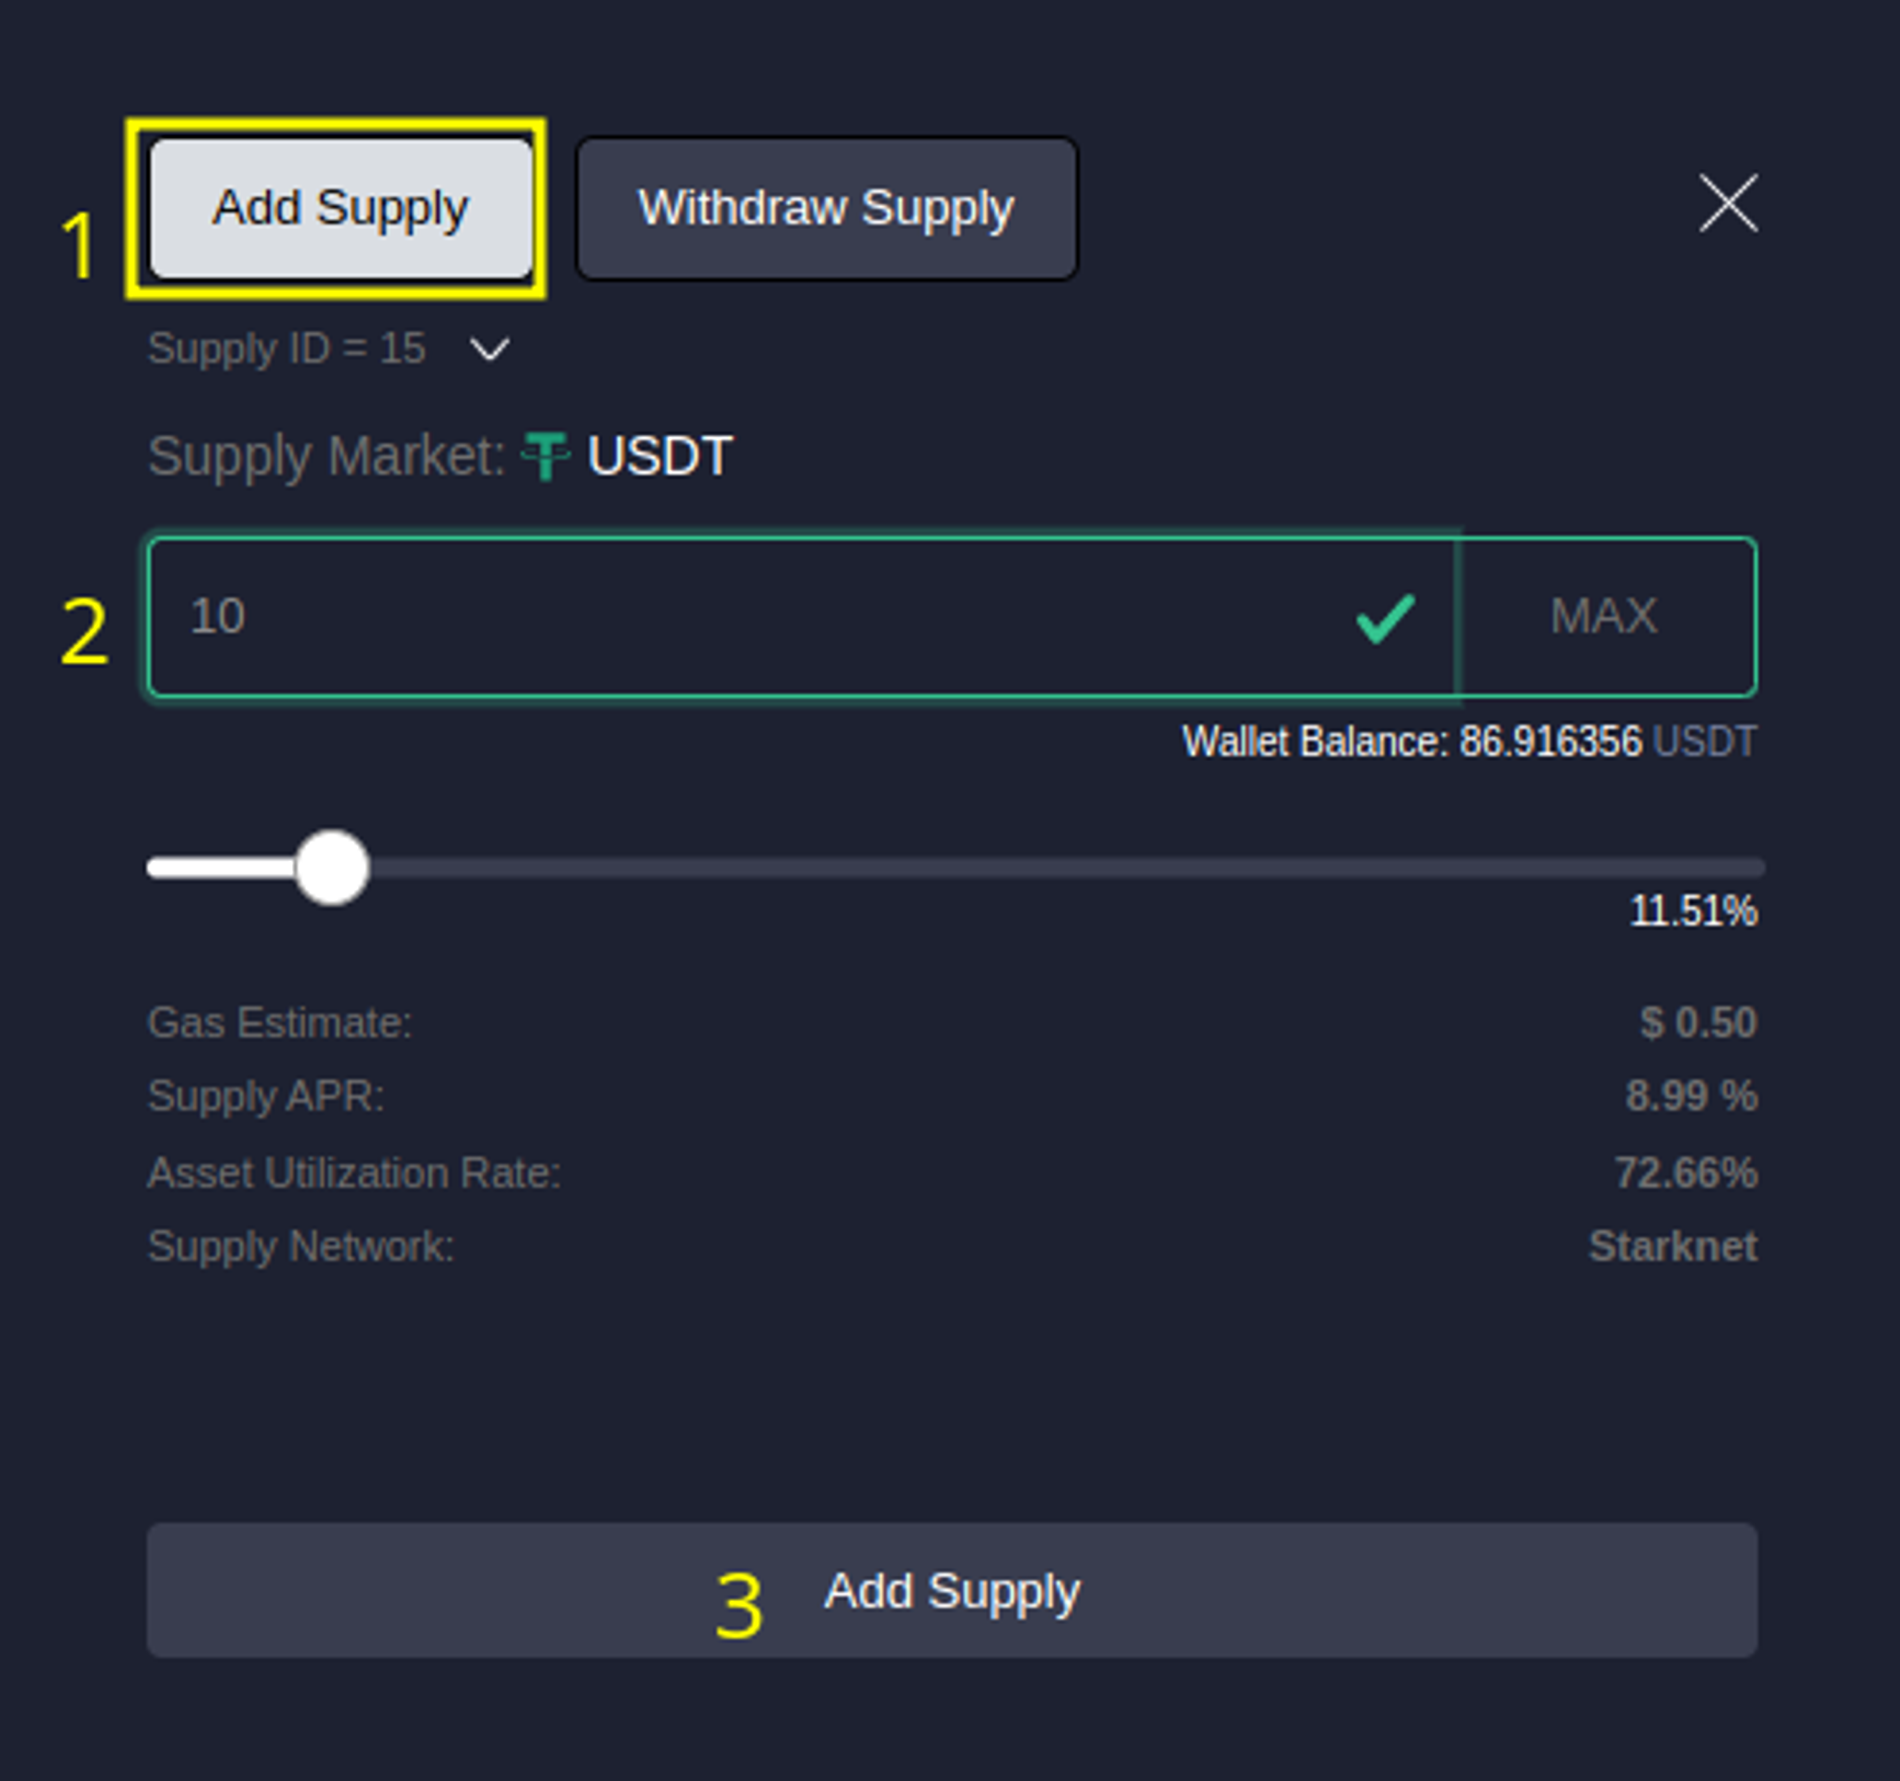 1 Add Supply Withdraw Supply
Supply ID = 15
Supply Market: USDT
2 10 MAX
Wallet Balance: 86.916356 USDT
11.51%
Gas Estimate: $ 0.50
Supply APR: 8.99 %
Asset Utilization Rate: 72.66%
Supply Network: Starknet
3 Add Supply